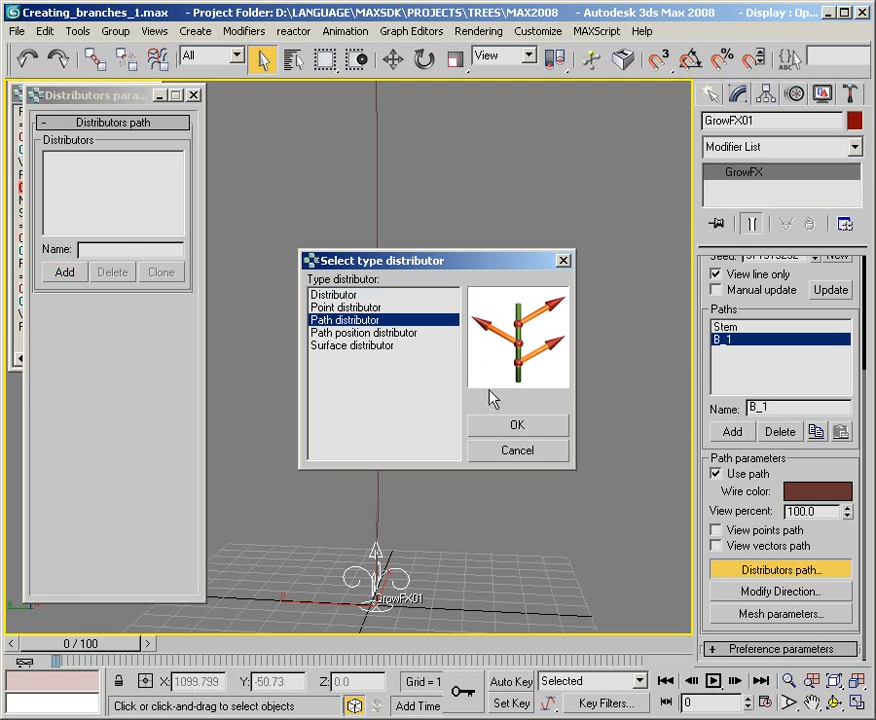 Creating_branches_1.max - Project Folder: D:\LANGUAGE\MAXSDK\PROJECTS\TREES\MAX2008 - Autodesk 3ds Max 2008 - Display : Op...
File Edit Tools Group Views Create Modifiers reactor Animation Graph Editors Rendering Customize MAXScript Help
All
View
Distributors para...
Distributors path
Distributors
Name:
Add Delete Clone
Select type distributor
Type distributor:
Distributor
Point distributor
Path distributor
Path position distributor
Surface distributor
OK
Cancel
GrowFX01
GrowFX01
Modifier List
GrowFX
New
View line only
Manual update Update
Paths
Stem
B_1
Name: B_1
Add Delete
Path parameters
Use path
Wire color:
View percent: 100.0
View points path
View vectors path
Distributors path...
Modify Direction...
Mesh parameters...
+ Preference parameters
0 / 100
X: 1099.799 Y: -50.73 Z: 0.0 Grid = 1
Auto Key Selected
Click or click-and-drag to select objects
Add Time
Set Key Key Filters...
0